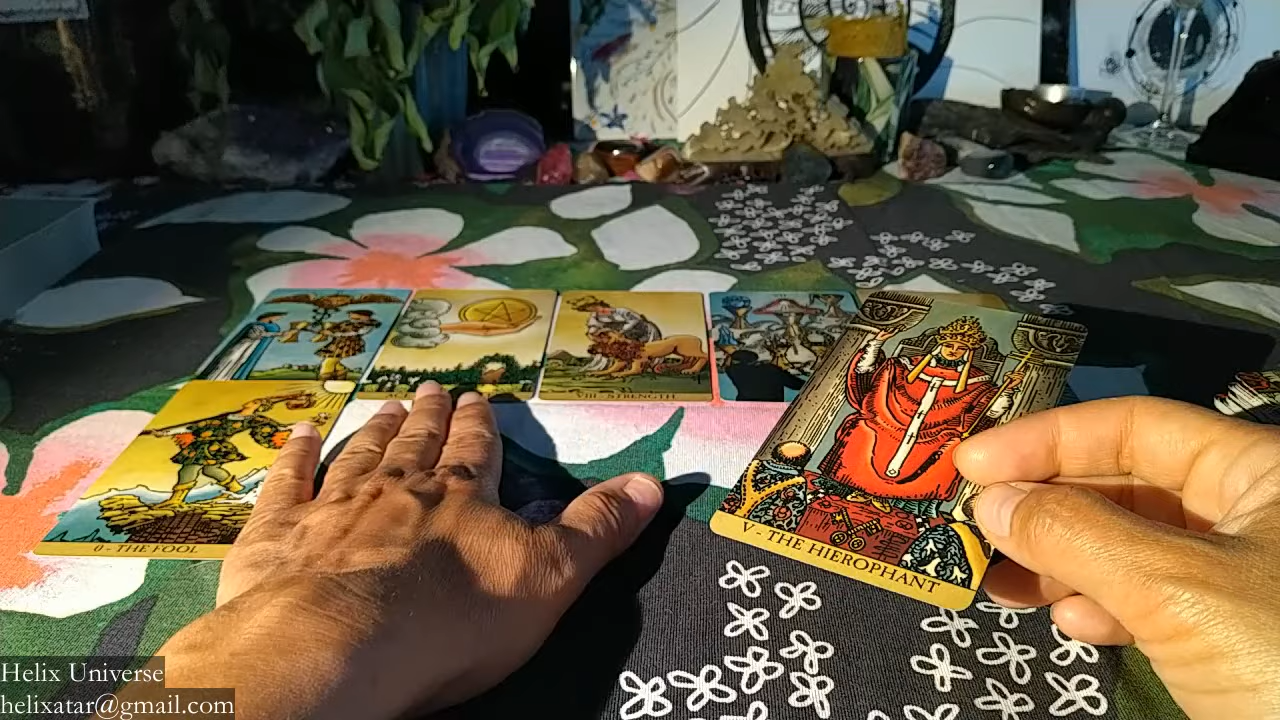 VIII - STRENGTH
0 - THE FOOL
V - THE HIEROPHANT
Helix Universe
helixatar@gmail.com